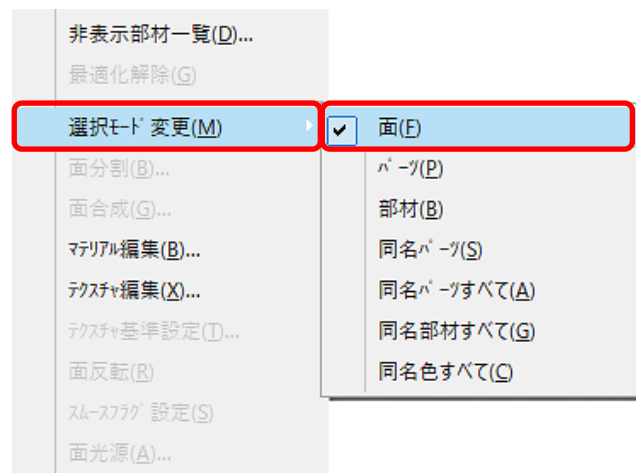 非表示部材一覧(D)...
最適化解除(G)
選択ﾓｰﾄﾞ変更(M)
面(F)
面分割(B)...
ﾊﾟｰﾂ(P)
面合成(G)...
部材(B)
ﾏﾃﾘｱﾙ編集(B)...
同名ﾊﾟｰﾂ(S)
ﾃｸｽﾁｬ編集(X)...
同名ﾊﾟｰﾂすべて(A)
ﾃｸｽﾁｬ基準設定(T)...
同名部材すべて(G)
面反転(R)
同名色すべて(C)
ｽﾑｰｽﾌﾗｸﾞ設定(S)
面光源(A)...